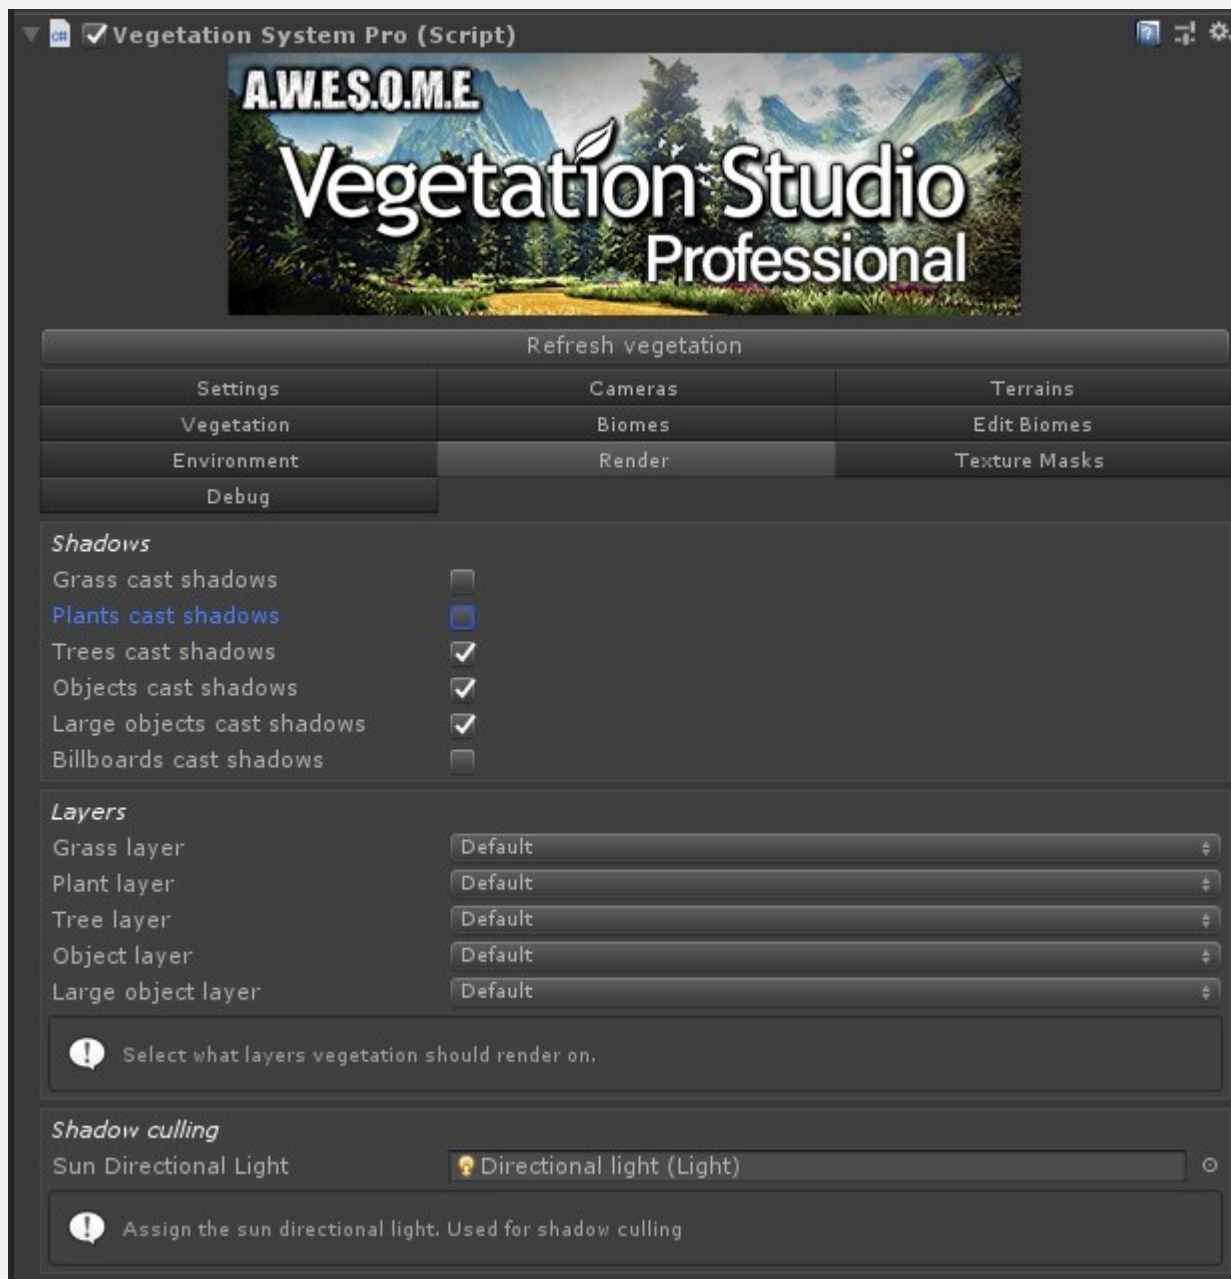 Vegetation System Pro (Script)
A.W.E.S.O.M.E.
Vegetation Studio
Professional
Refresh vegetation
Settings Cameras Terrains
Vegetation Biomes Edit Biomes
Environment Render Texture Masks
Debug
Shadows
Grass cast shadows
Plants cast shadows
Trees cast shadows
Objects cast shadows
Large objects cast shadows
Billboards cast shadows
Layers
Grass layer Default
Plant layer Default
Tree layer Default
Object layer Default
Large object layer Default
Select what layers vegetation should render on.
Shadow culling
Sun Directional Light Directional light (Light)
Assign the sun directional light. Used for shadow culling